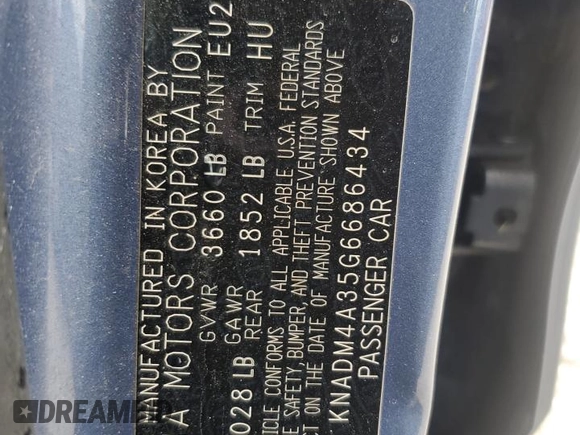 MANUFACTURED IN KOREA BY
A MOTORS CORPORATION
GVWR 3660 LB PAINT EU2
GAWR
028 LB REAR 1852 LB TRIM HU
ICLE CONFORMS TO ALL APPLICABLE U.S.A. FEDERAL
E SAFETY, BUMPER, AND THEFT PREVENTION STANDARDS
ON THE DATE OF MANUFACTURE SHOWN ABOVE
KNADM4A35G6686434
PASSENGER CAR
DREAMBID